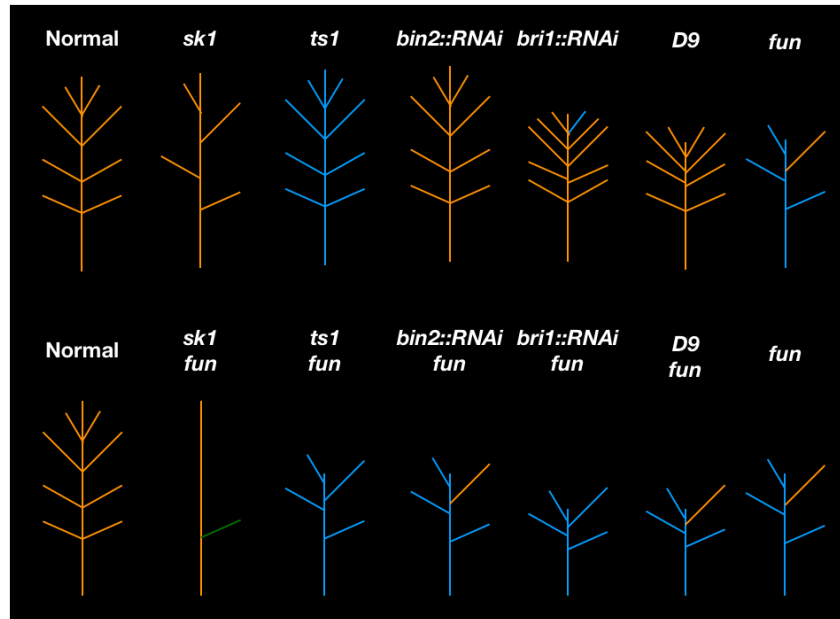 Normal sk1 ts1 bin2::RNAi bri1::RNAi D9 fun
Normal sk1 fun ts1 fun bin2::RNAi fun bri1::RNAi fun D9 fun fun